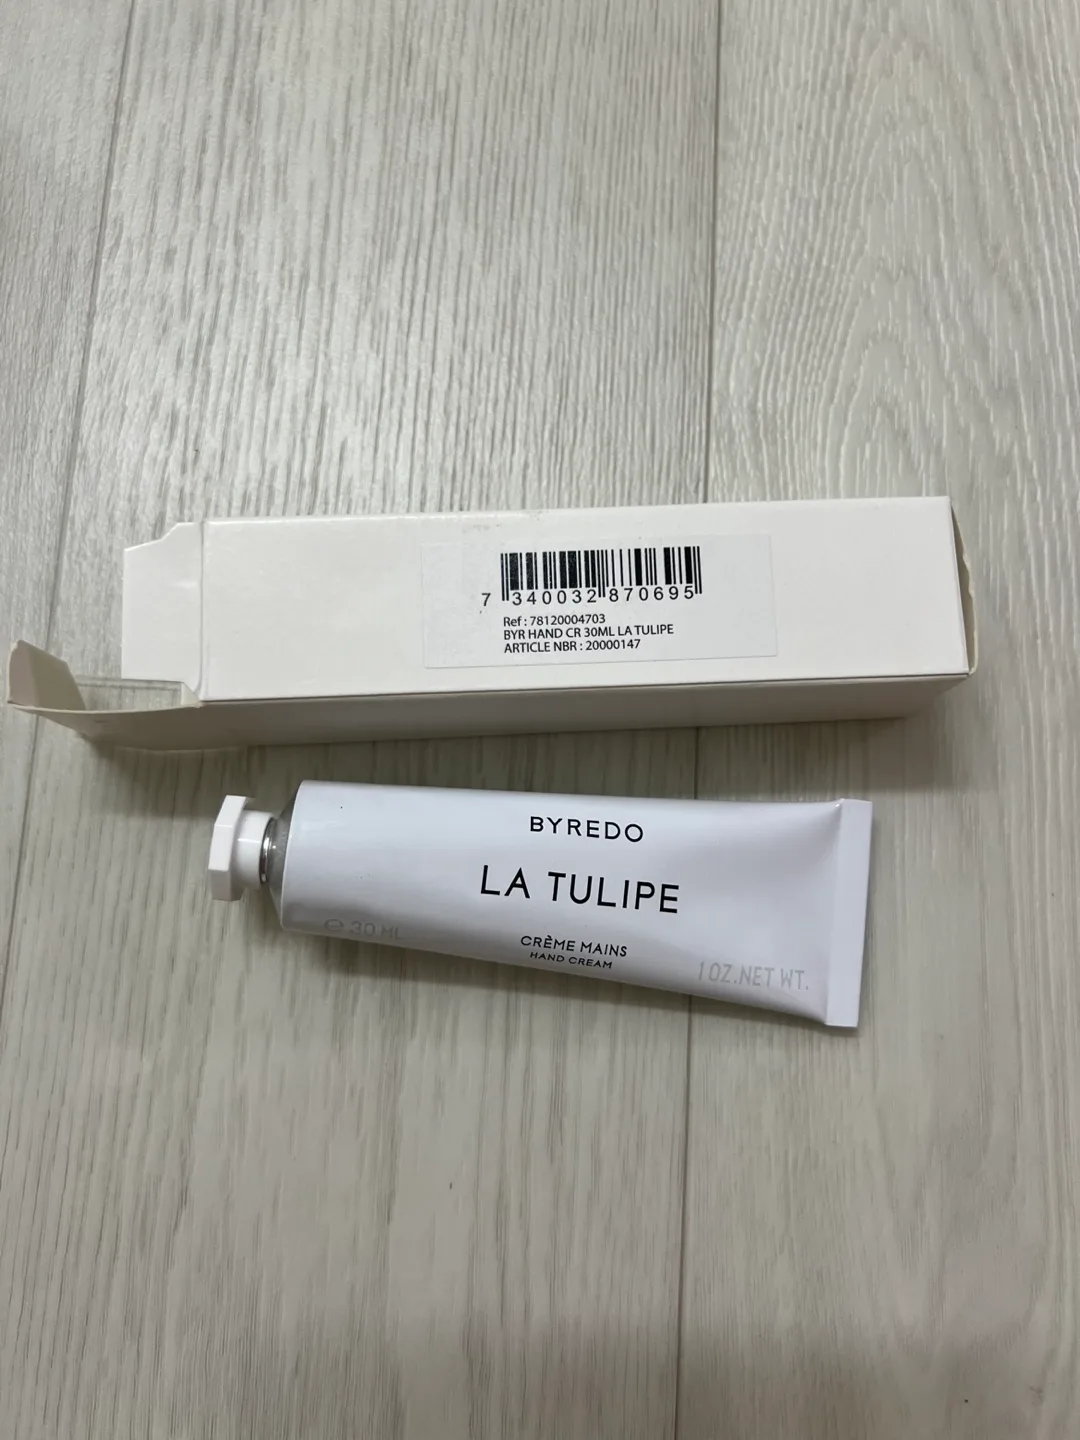 7 340032 870695
Ref : 78120004703
BYR HAND CR 30ML LA TULIPE
ARTICLE NBR : 20000147
BYREDO
LA TULIPE
CRÈME MAINS
HAND CREAM
℮ 30 ML
1 OZ.NET WT.